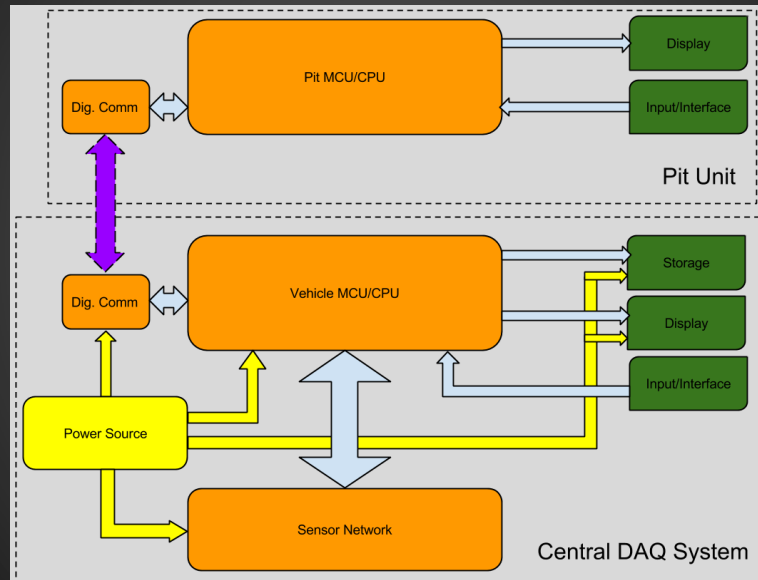 Display
Pit MCU/CPU
Dig. Comm
Input/Interface
Pit Unit
Storage
Vehicle MCU/CPU
Dig. Comm
Display
Input/Interface
Power Source
Sensor Network
Central DAQ System